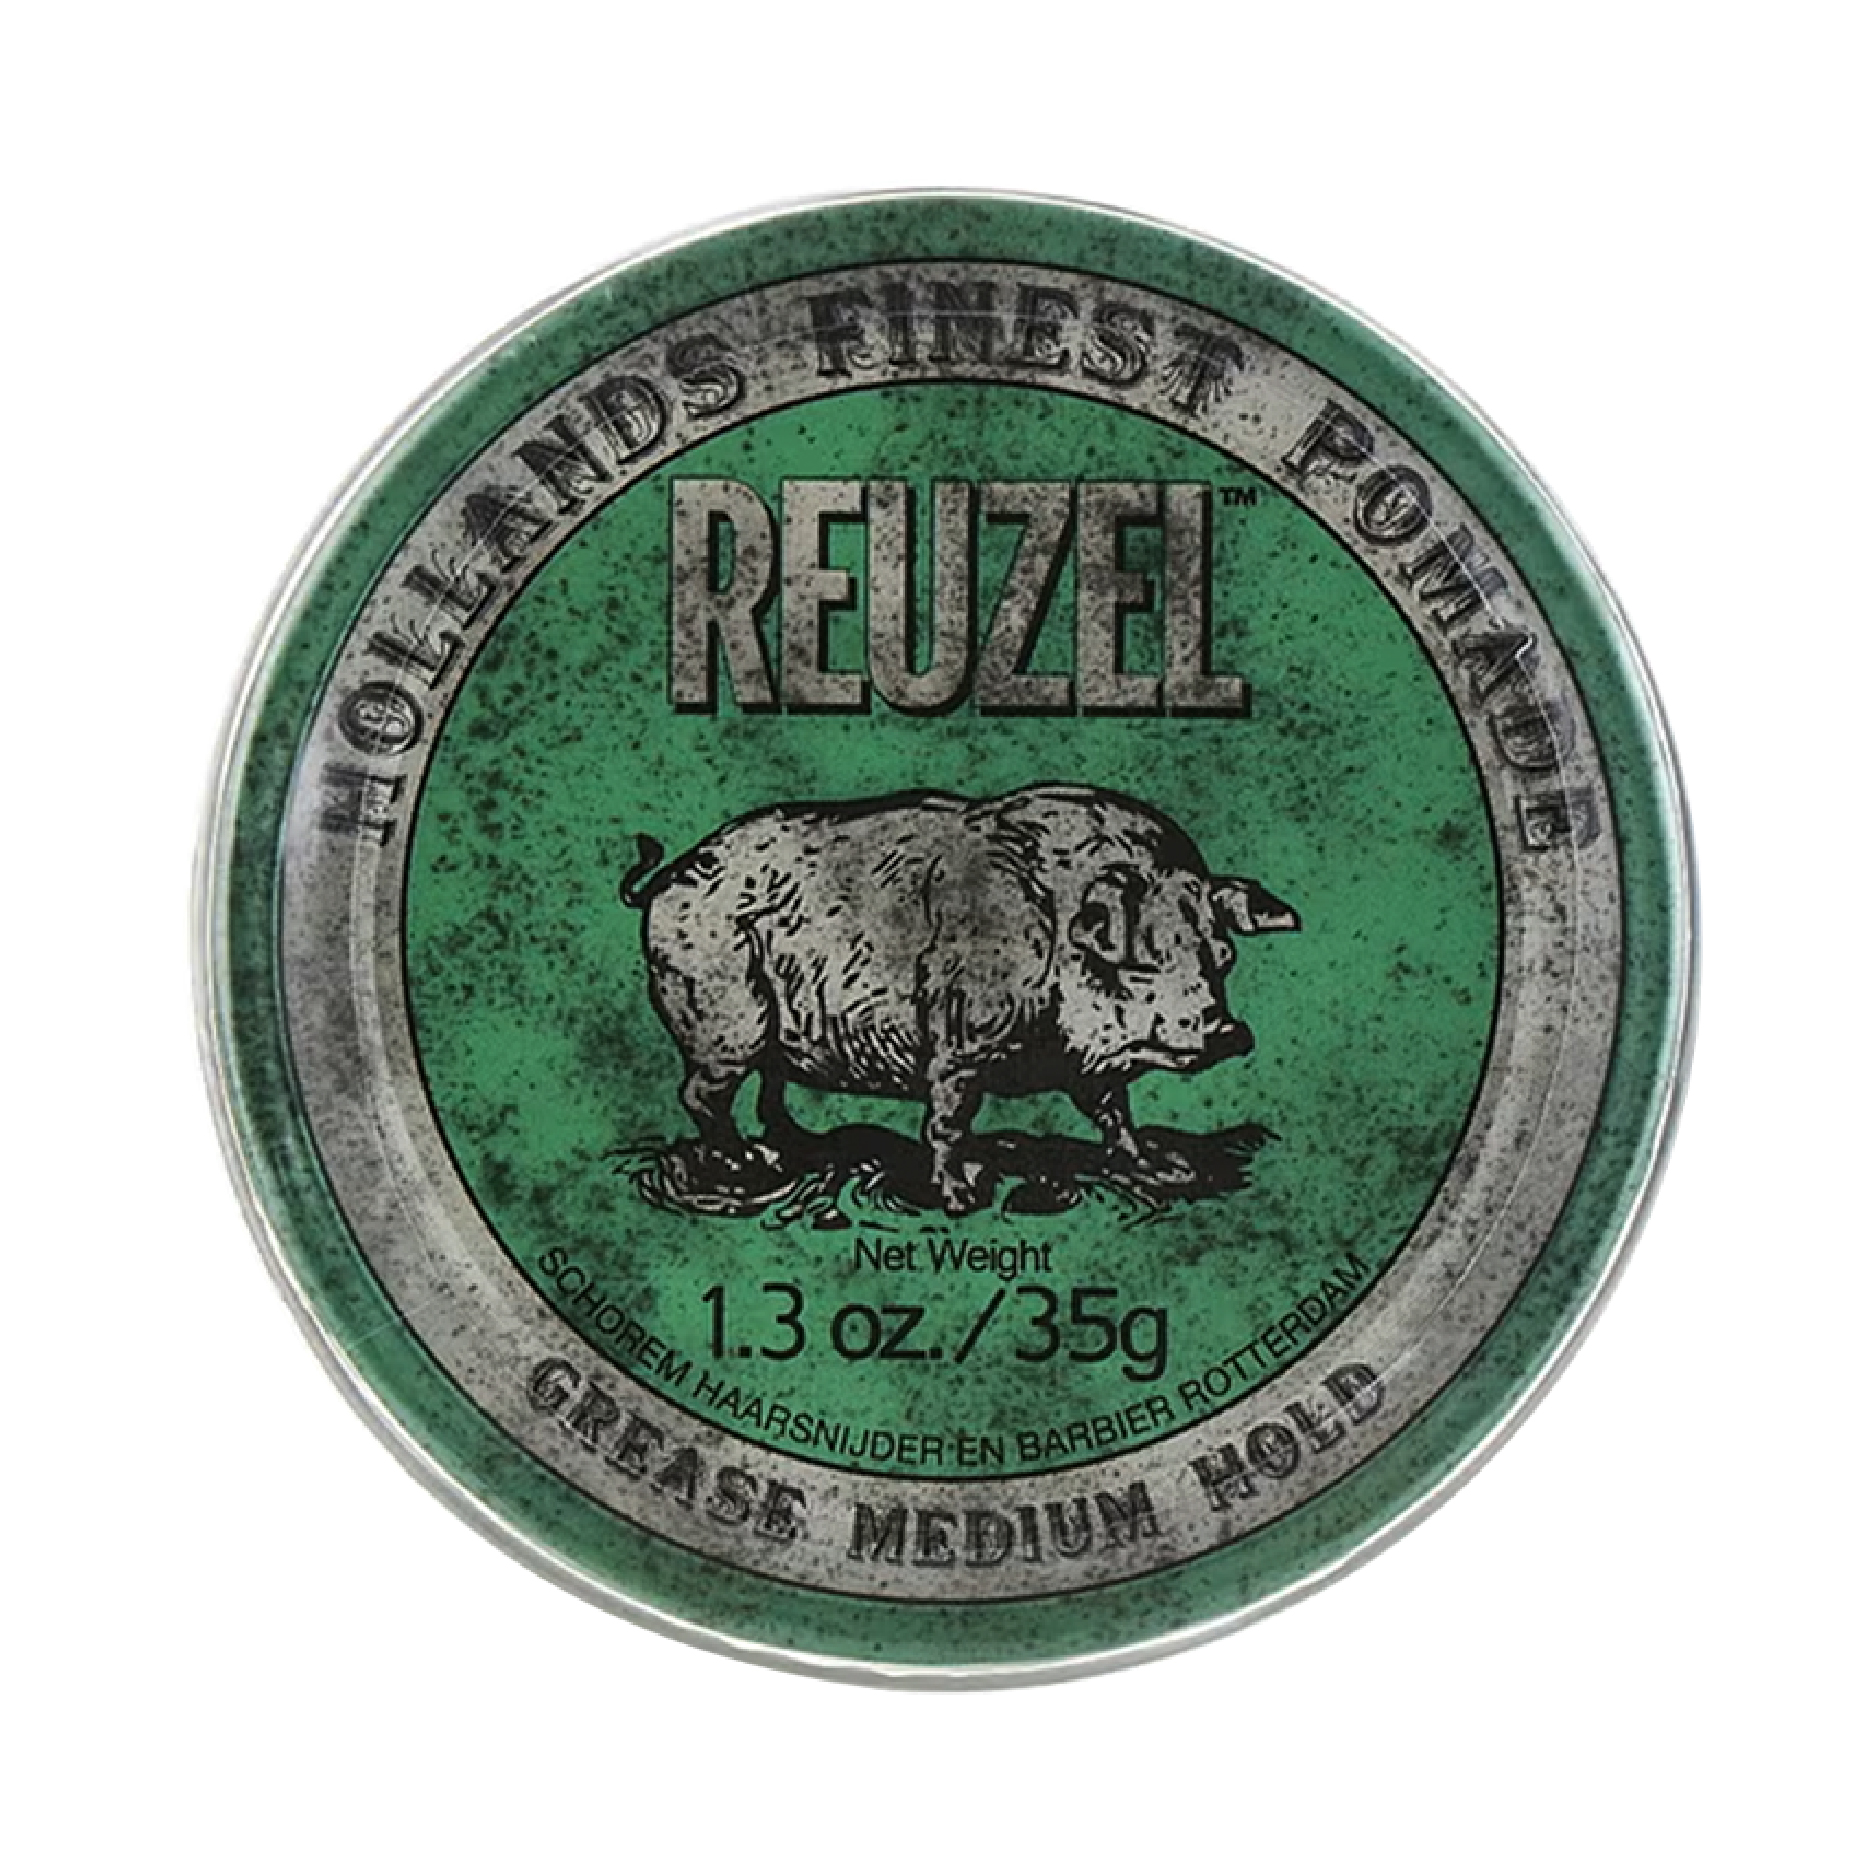 HOLLANDS FINEST POMADE
REUZEL™
Net Weight
1.3 oz./35g
SCHOREM HAARSNIJDER EN BARBIER ROTTERDAM
GREASE MEDIUM HOLD